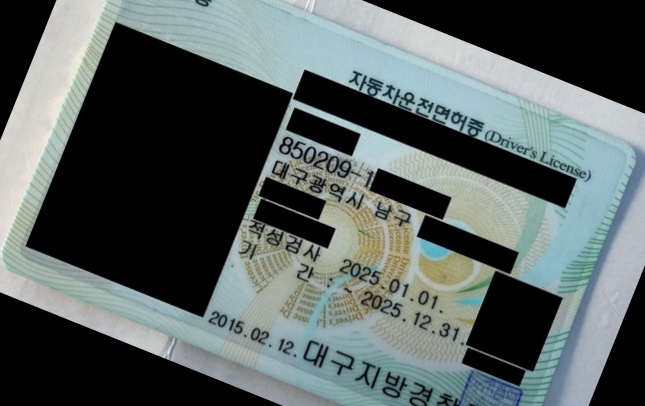 증
자동차운전면허증 (Driver's License)
850209-1
대구광역시 남구
적성검사
기 간 : 2025.01.01.
~ 2025.12.31.
2015.02.12. 대구지방경찰